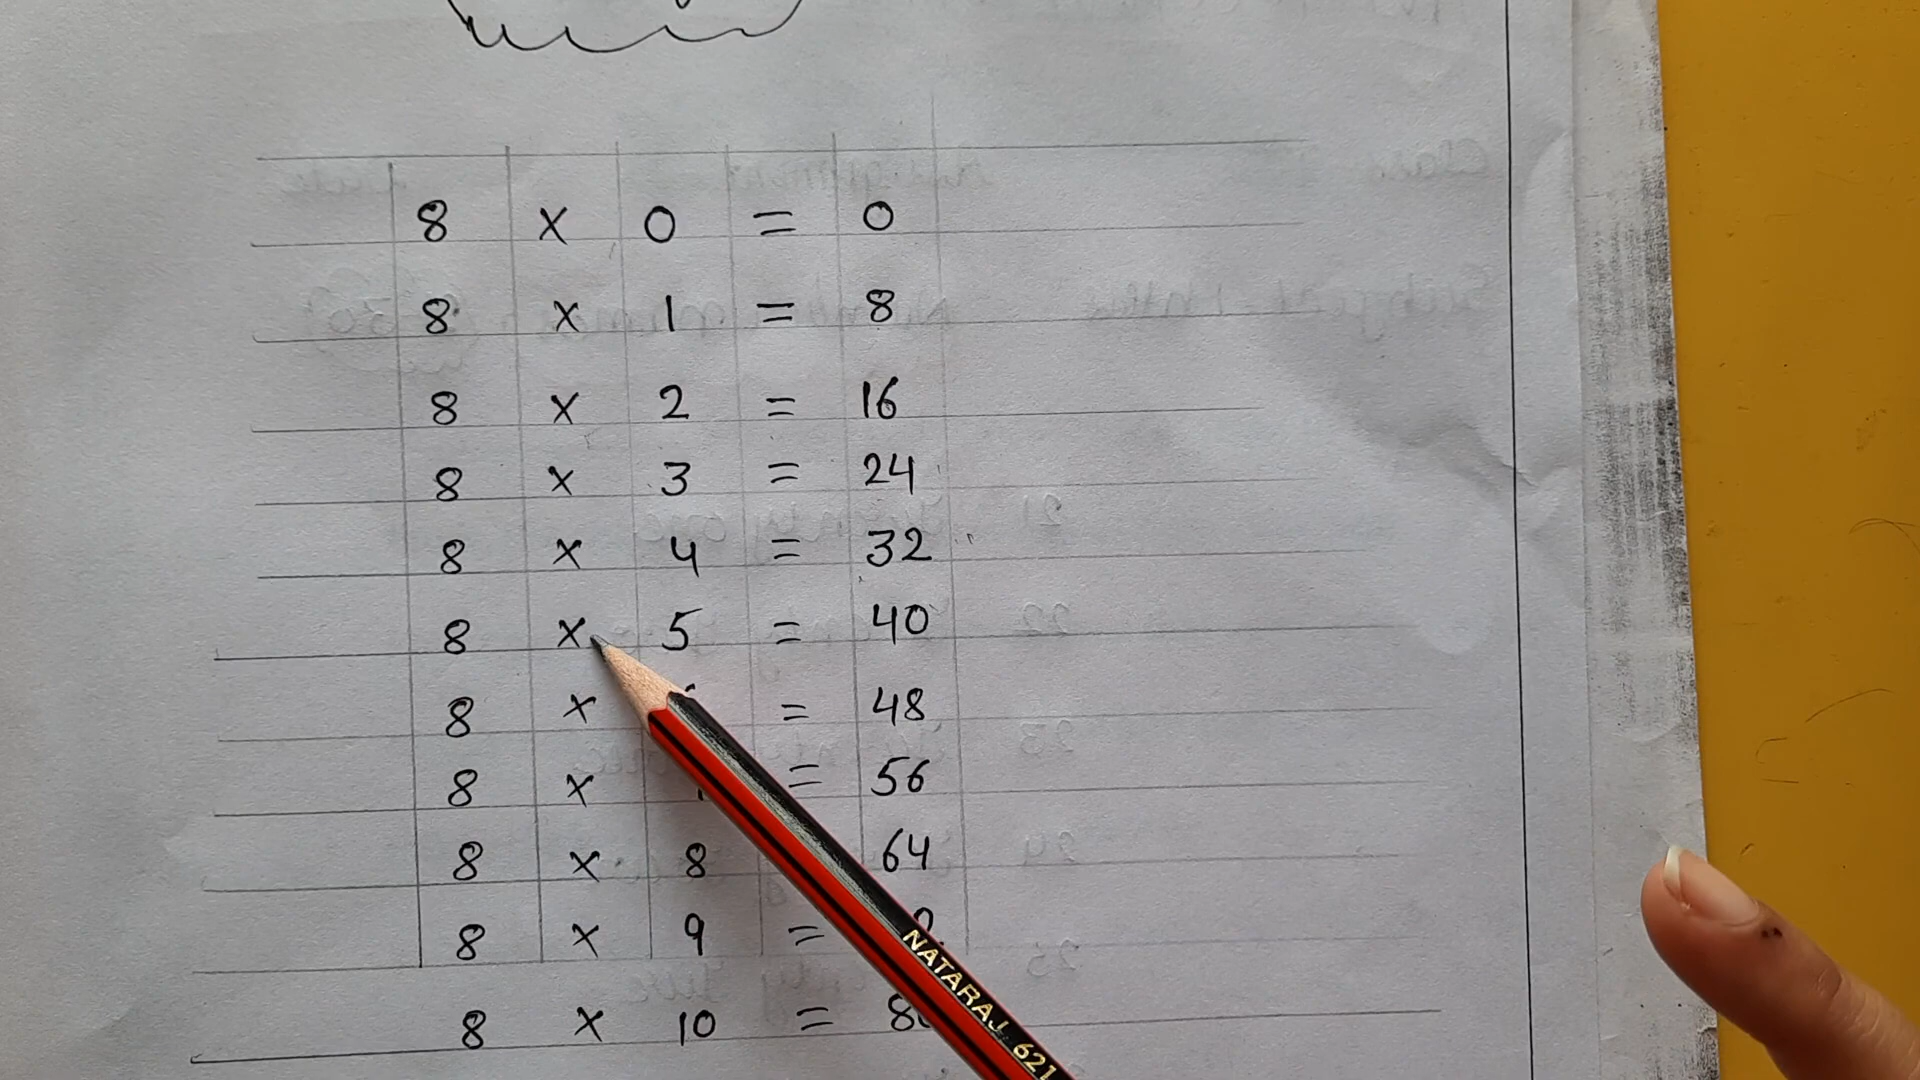 8 x 0 = 0
8 x 1 = 8
8 x 2 = 16
8 x 3 = 24
8 x 4 = 32
8 x 5 = 40
8 x = 48
8 x = 56
8 x 8 64
8 x 9 =
8 x 10 = 8
NATARAJ 621